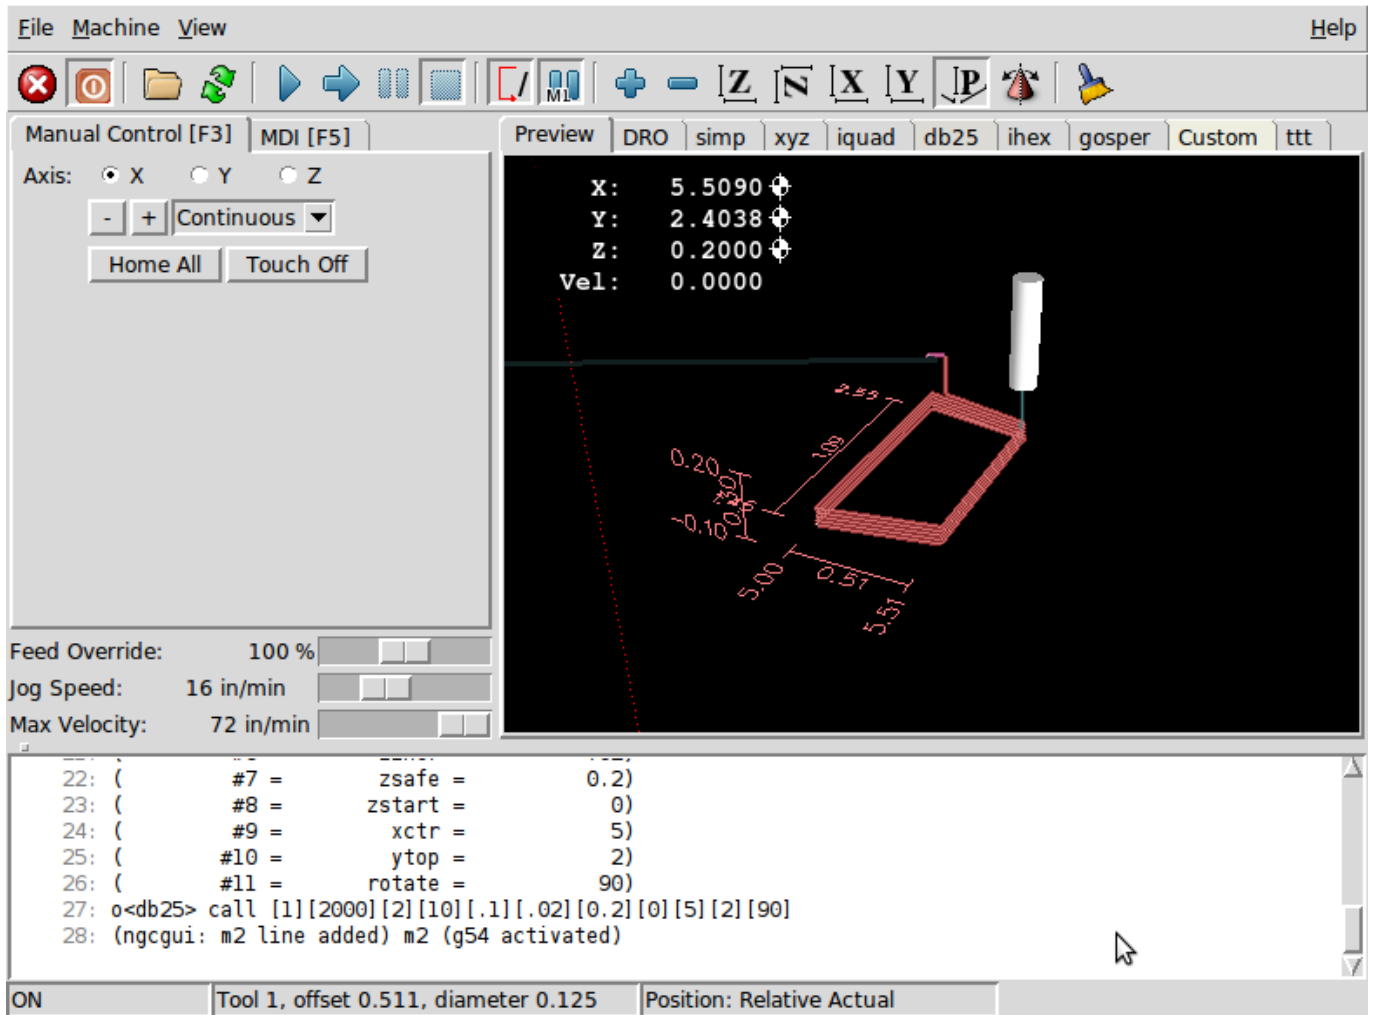 File Machine View Help
Z N X Y P
M1
Manual Control [F3] MDI [F5]
Preview DRO simp xyz iquad db25 ihex gosper Custom ttt
Axis: X Y Z
- + Continuous
Home All Touch Off
X: 5.5090
Y: 2.4038
Z: 0.2000
Vel: 0.0000
0.20
-0.10
5.00
0.51
5.51
Feed Override: 100 %
Jog Speed: 16 in/min
Max Velocity: 72 in/min
22: ( #7 = zsafe = 0.2)
23: ( #8 = zstart = 0)
24: ( #9 = xctr = 5)
25: ( #10 = ytop = 2)
26: ( #11 = rotate = 90)
27: o<db25> call [1][2000][2][10][.1][.02][0.2][0][5][2][90]
28: (ngcgui: m2 line added) m2 (g54 activated)
ON
Tool 1, offset 0.511, diameter 0.125
Position: Relative Actual